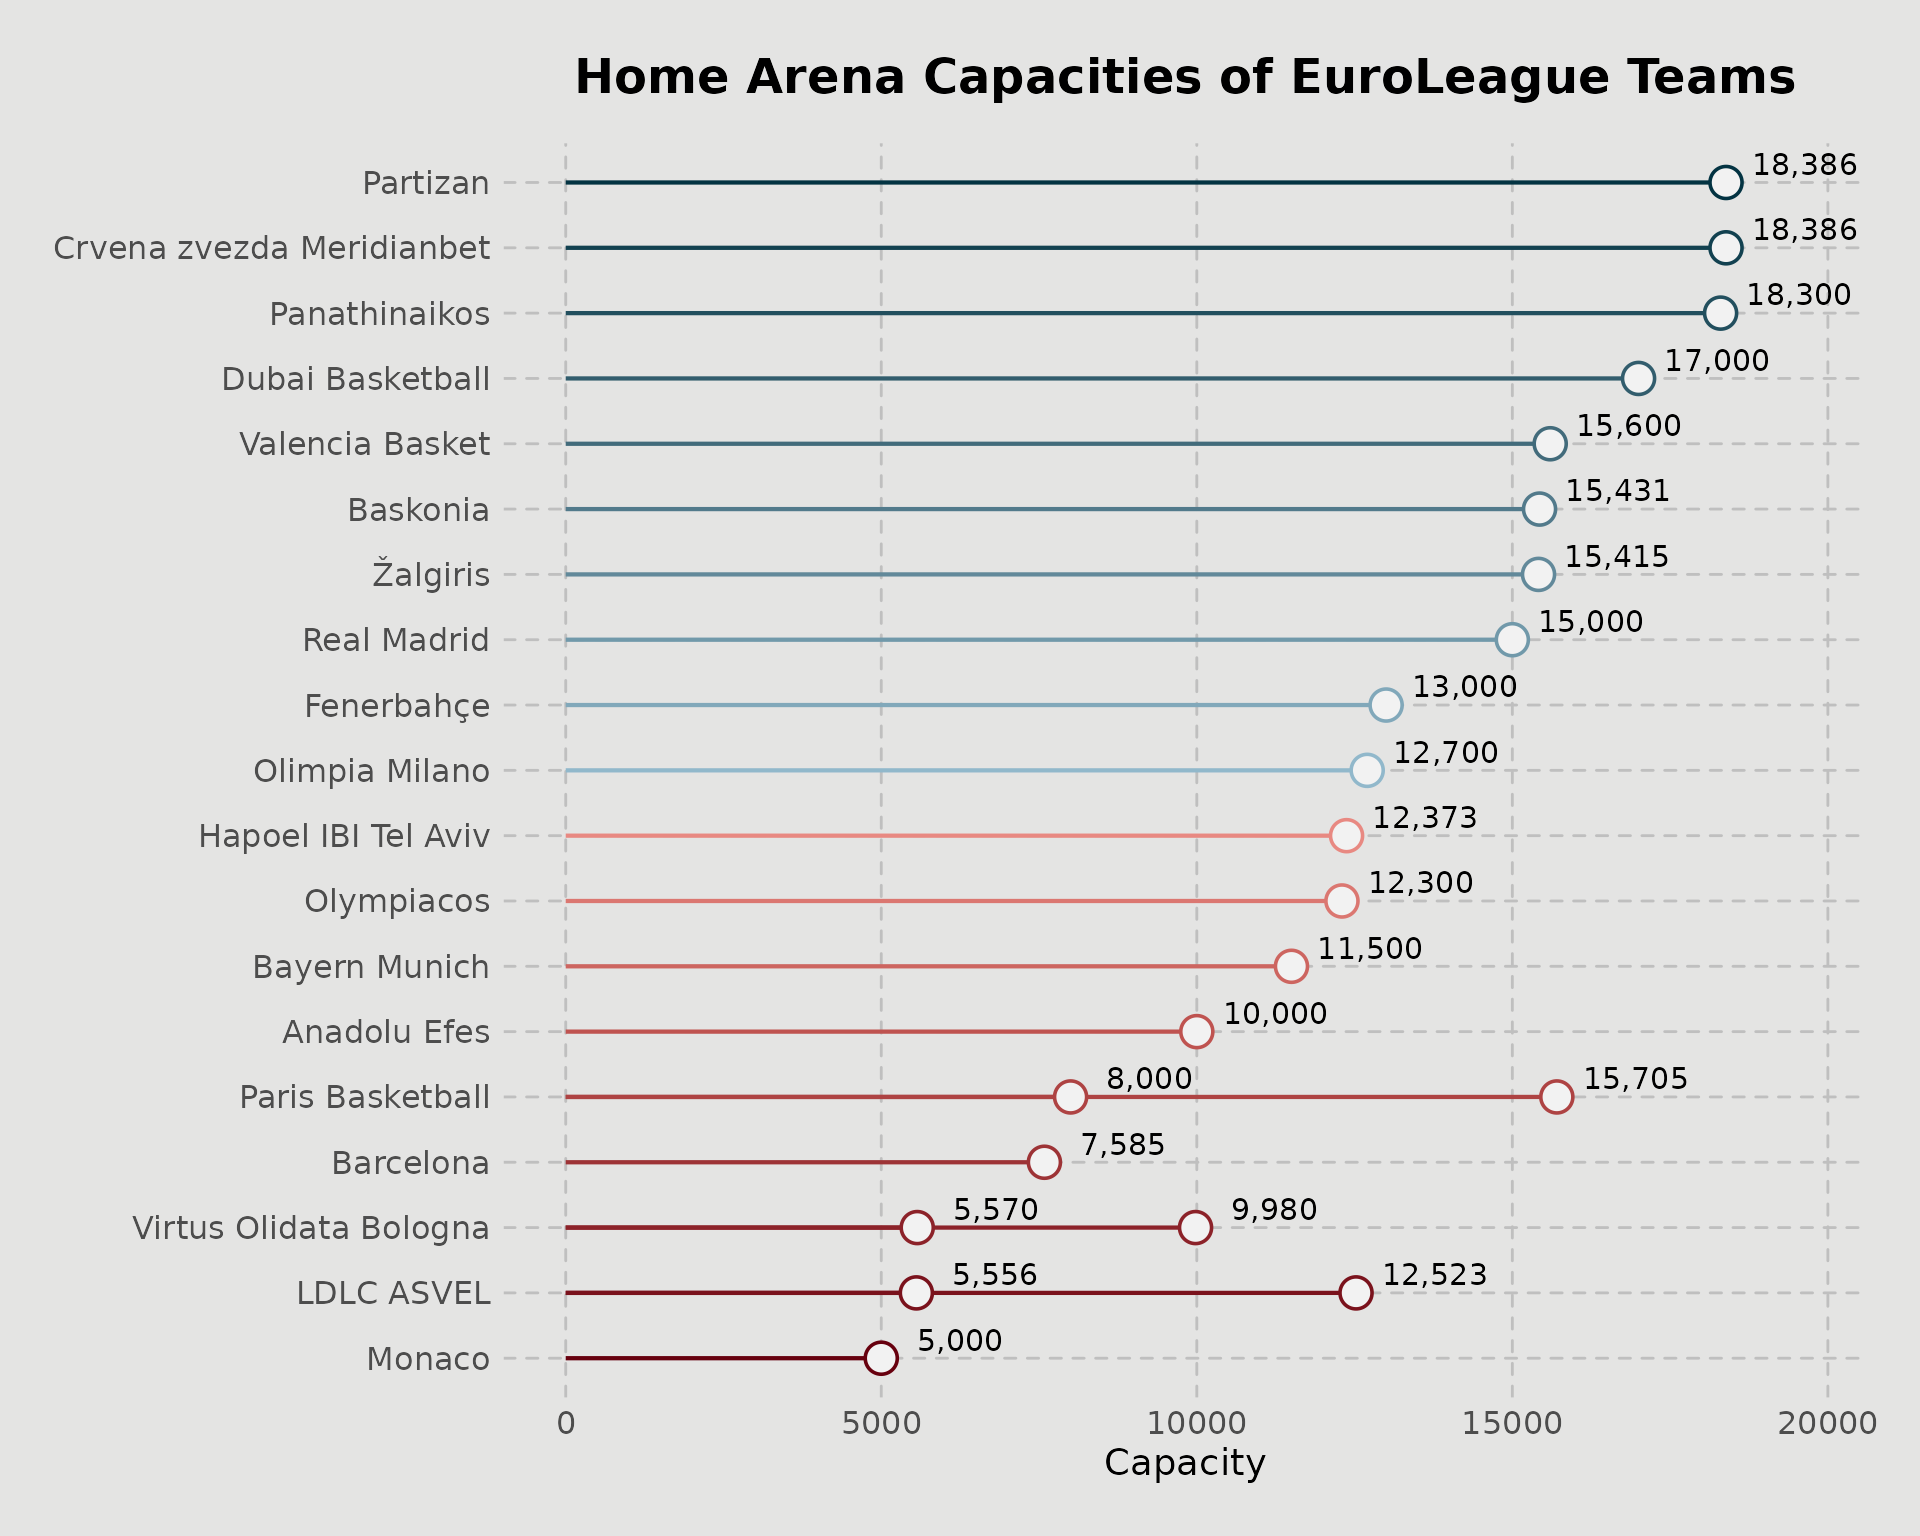 Home Arena Capacities of EuroLeague Teams
Partizan 18,386
Crvena zvezda Meridianbet 18,386
Panathinaikos 18,300
Dubai Basketball 17,000
Valencia Basket 15,600
Baskonia 15,431
Žalgiris 15,415
Real Madrid 15,000
Fenerbahçe 13,000
Olimpia Milano 12,700
Hapoel IBI Tel Aviv 12,373
Olympiacos 12,300
Bayern Munich 11,500
Anadolu Efes 10,000
Paris Basketball 8,000 15,705
Barcelona 7,585
Virtus Olidata Bologna 5,570 9,980
LDLC ASVEL 5,556 12,523
Monaco 5,000
0 5000 10000 15000 20000
Capacity